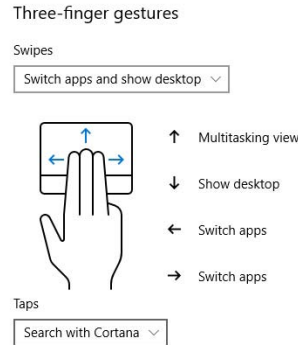 Three-finger gestures
Swipes
Switch apps and show desktop
Multitasking view
Show desktop
Switch apps
Switch apps
Taps
Search with Cortana